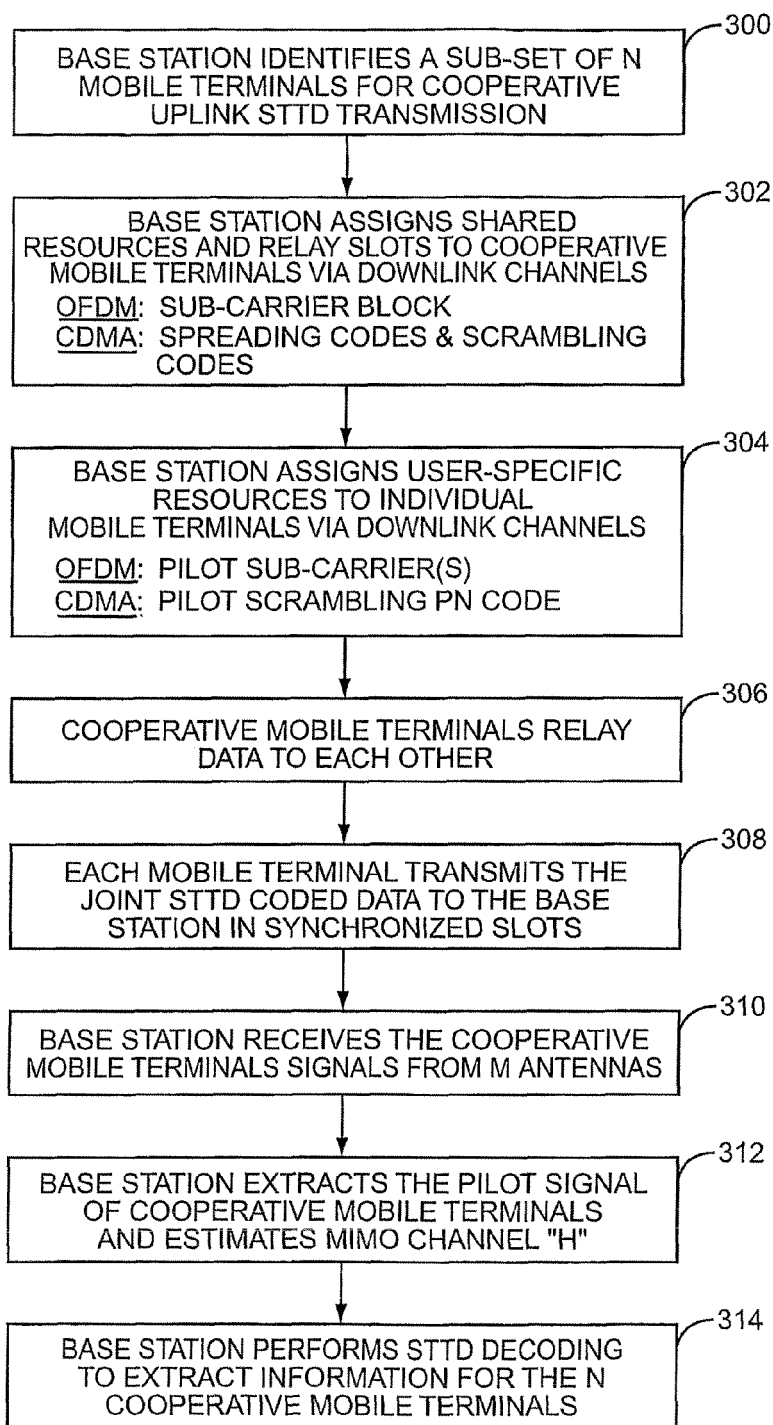 300
BASE STATION IDENTIFIES A SUB-SET OF N
MOBILE TERMINALS FOR COOPERATIVE
UPLINK STTD TRANSMISSION
302
BASE STATION ASSIGNS SHARED
RESOURCES AND RELAY SLOTS TO COOPERATIVE
MOBILE TERMINALS VIA DOWNLINK CHANNELS
OFDM: SUB-CARRIER BLOCK
CDMA: SPREADING CODES & SCRAMBLING
CODES
304
BASE STATION ASSIGNS USER-SPECIFIC
RESOURCES TO INDIVIDUAL
MOBILE TERMINALS VIA DOWNLINK CHANNELS
OFDM: PILOT SUB-CARRIER(S)
CDMA: PILOT SCRAMBLING PN CODE
306
COOPERATIVE MOBILE TERMINALS RELAY
DATA TO EACH OTHER
308
EACH MOBILE TERMINAL TRANSMITS THE
JOINT STTD CODED DATA TO THE BASE
STATION IN SYNCHRONIZED SLOTS
310
BASE STATION RECEIVES THE COOPERATIVE
MOBILE TERMINALS SIGNALS FROM M ANTENNAS
312
BASE STATION EXTRACTS THE PILOT SIGNAL
OF COOPERATIVE MOBILE TERMINALS
AND ESTIMATES MIMO CHANNEL "H"
314
BASE STATION PERFORMS STTD DECODING
TO EXTRACT INFORMATION FOR THE N
COOPERATIVE MOBILE TERMINALS